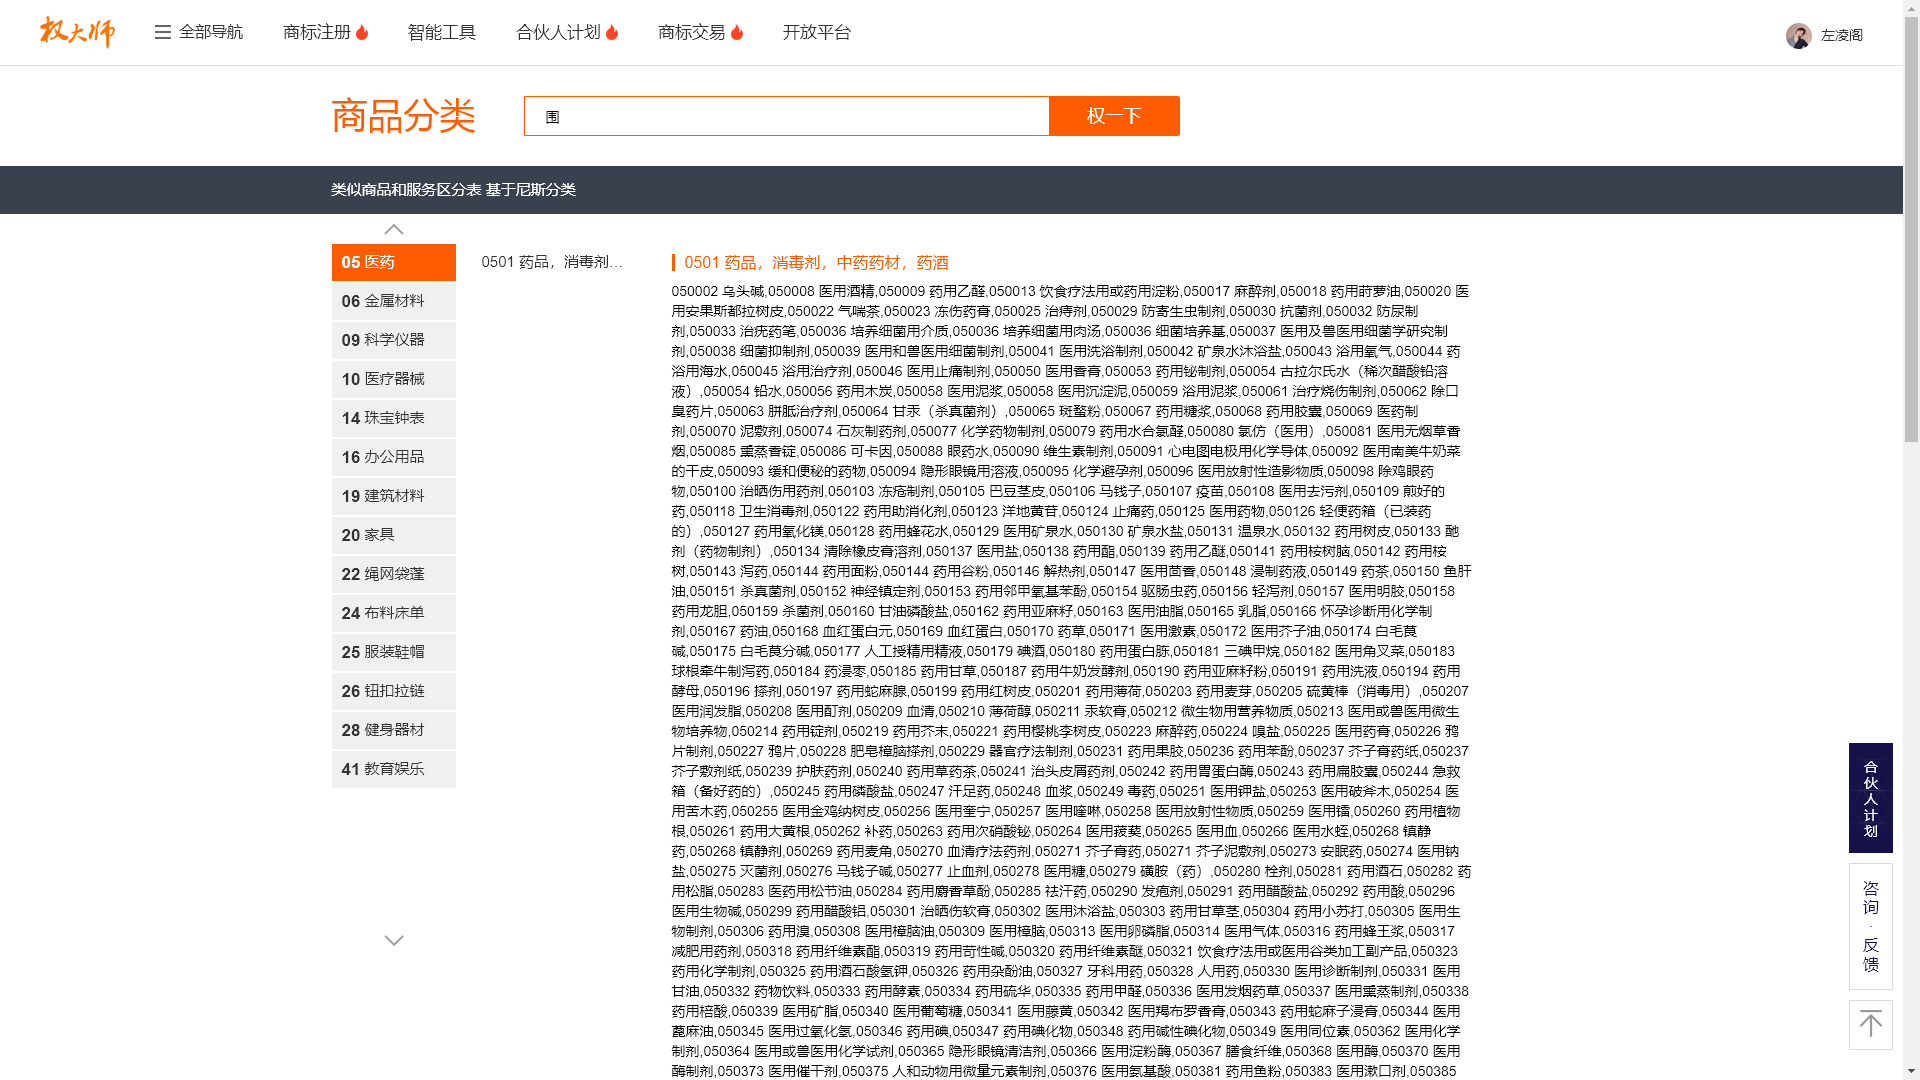 权大师
全部导航 商标注册 智能工具 合伙人计划 商标交易 开放平台
左凌阁
商品分类
围
权一下
类似商品和服务区分表 基于尼斯分类
05 医药
06 金属材料
09 科学仪器
10 医疗器械
14 珠宝钟表
16 办公用品
19 建筑材料
20 家具
22 绳网袋蓬
24 布料床单
25 服装鞋帽
26 钮扣拉链
28 健身器材
41 教育娱乐
0501 药品，消毒剂...
0501 药品，消毒剂，中药药材，药酒
050002 乌头碱,050008 医用酒精,050009 药用乙醛,050013 饮食疗法用或药用淀粉,050017 麻醉剂,050018 药用莳萝油,050020 医
用安果斯都拉树皮,050022 气喘茶,050023 冻伤药膏,050025 治痔剂,050029 防寄生虫制剂,050030 抗菌剂,050032 防尿制
剂,050033 治疣药笔,050036 培养细菌用介质,050036 培养细菌用肉汤,050036 细菌培养基,050037 医用及兽医用细菌学研究制
剂,050038 细菌抑制剂,050039 医用和兽医用细菌制剂,050041 医用洗浴制剂,050042 矿泉水沐浴盐,050043 浴用氧气,050044 药
浴用海水,050045 浴用治疗剂,050046 医用止痛制剂,050050 医用香膏,050053 药用铋制剂,050054 古拉尔氏水（稀次醋酸铅溶
液）,050054 铅水,050056 药用木炭,050058 医用泥浆,050058 医用沉淀泥,050059 浴用泥浆,050061 治疗烧伤制剂,050062 除口
臭药片,050063 胼胝治疗剂,050064 甘汞（杀真菌剂）,050065 斑蝥粉,050067 药用糖浆,050068 药用胶囊,050069 医药制
剂,050070 泥敷剂,050074 石灰制药剂,050077 化学药物制剂,050079 药用水合氯醛,050080 氯仿（医用）,050081 医用无烟草香
烟,050085 熏蒸香锭,050086 可卡因,050088 眼药水,050090 维生素制剂,050091 心电图电极用化学导体,050092 医用南美牛奶菜
的干皮,050093 缓和便秘的药物,050094 隐形眼镜用溶液,050095 化学避孕剂,050096 医用放射性造影物质,050098 除鸡眼药
物,050100 治晒伤用药剂,050103 冻疮制剂,050105 巴豆茎皮,050106 马钱子,050107 疫苗,050108 医用去污剂,050109 煎好的
药,050118 卫生消毒剂,050122 药用助消化剂,050123 洋地黄苷,050124 止痛药,050125 医用药物,050126 轻便药箱（已装药
的）,050127 药用氧化镁,050128 药用蜂花水,050129 医用矿泉水,050130 矿泉水盐,050131 温泉水,050132 药用树皮,050133 酏
剂（药物制剂）,050134 清除橡皮膏溶剂,050137 医用盐,050138 药用酯,050139 药用乙醚,050141 药用桉树脑,050142 药用桉
树,050143 泻药,050144 药用面粉,050144 药用谷粉,050146 解热剂,050147 医用茴香,050148 浸制药液,050149 药茶,050150 鱼肝
油,050151 杀真菌剂,050152 神经镇定剂,050153 药用邻甲氧基苯酚,050154 驱肠虫药,050156 轻泻剂,050157 医用明胶,050158
药用龙胆,050159 杀菌剂,050160 甘油磷酸盐,050162 药用亚麻籽,050163 医用油脂,050165 乳脂,050166 怀孕诊断用化学制
剂,050167 药油,050168 血红蛋白元,050169 血红蛋白,050170 药草,050171 医用激素,050172 医用芥子油,050174 白毛茛
碱,050175 白毛茛分碱,050177 人工授精用精液,050179 碘酒,050180 药用蛋白胨,050181 三碘甲烷,050182 医用角叉菜,050183
球根牵牛制泻药,050184 药浸枣,050185 药用甘草,050187 药用牛奶发酵剂,050190 药用亚麻籽粉,050191 药用洗液,050194 药用
酵母,050196 搽剂,050197 药用蛇麻腺,050199 药用红树皮,050201 药用薄荷,050203 药用麦芽,050205 硫黄棒（消毒用）,050207
医用润发脂,050208 医用酊剂,050209 血清,050210 薄荷醇,050211 汞软膏,050212 微生物用营养物质,050213 医用或兽医用微生
物培养物,050214 药用锭剂,050219 药用芥末,050221 药用樱桃李树皮,050223 麻醉药,050224 嗅盐,050225 医用药膏,050226 鸦
片制剂,050227 鸦片,050228 肥皂樟脑搽剂,050229 器官疗法制剂,050231 药用果胶,050236 药用苯酚,050237 芥子膏药纸,050237
芥子敷剂纸,050239 护肤药剂,050240 药用草药茶,050241 治头皮屑药剂,050242 药用胃蛋白酶,050243 药用扁胶囊,050244 急救
箱（备好药的）,050245 药用磷酸盐,050247 汗足药,050248 血浆,050249 毒药,050251 医用钾盐,050253 医用破斧木,050254 医
用苦木药,050255 医用金鸡纳树皮,050256 医用奎宁,050257 医用喹啉,050258 医用放射性物质,050259 医用镭,050260 药用植物
根,050261 药用大黄根,050262 补药,050263 药用次硝酸铋,050264 医用菝葜,050265 医用血,050266 医用水蛭,050268 镇静
药,050268 镇静剂,050269 药用麦角,050270 血清疗法药剂,050271 芥子膏药,050271 芥子泥敷剂,050273 安眠药,050274 医用钠
盐,050275 灭菌剂,050276 马钱子碱,050277 止血剂,050278 医用糖,050279 磺胺（药）,050280 栓剂,050281 药用酒石,050282 药
用松脂,050283 医药用松节油,050284 药用麝香草酚,050285 祛汗药,050290 发疱剂,050291 药用醋酸盐,050292 药用酸,050296
医用生物碱,050299 药用醋酸铝,050301 治晒伤软膏,050302 医用沐浴盐,050303 药用甘草茎,050304 药用小苏打,050305 医用生
物制剂,050306 药用溴,050308 医用樟脑油,050309 医用樟脑,050313 医用卵磷脂,050314 医用气体,050316 药用蜂王浆,050317
减肥用药剂,050318 药用纤维素酯,050319 药用苛性碱,050320 药用纤维素醚,050321 饮食疗法用或医用谷类加工副产品,050323
药用化学制剂,050325 药用酒石酸氢钾,050326 药用杂酚油,050327 牙科用药,050328 人用药,050330 医用诊断制剂,050331 医用
甘油,050332 药物饮料,050333 药用酵素,050334 药用硫华,050335 药用甲醛,050336 医用发烟药草,050337 医用熏蒸制剂,050338
药用棓酸,050339 医用矿脂,050340 医用葡萄糖,050341 医用藤黄,050342 医用羯布罗香膏,050343 药用蛇麻子浸膏,050344 医用
蓖麻油,050345 医用过氧化氢,050346 药用碘,050347 药用碘化物,050348 药用碱性碘化物,050349 医用同位素,050362 医用化学
制剂,050364 医用或兽医用化学试剂,050365 隐形眼镜清洁剂,050366 医用淀粉酶,050367 膳食纤维,050368 医用酶,050370 医用
酶制剂,050373 医用催干剂,050375 人和动物用微量元素制剂,050376 医用氨基酸,050381 药用鱼粉,050383 医用漱口剂,050385
合伙人计划
咨询·反馈